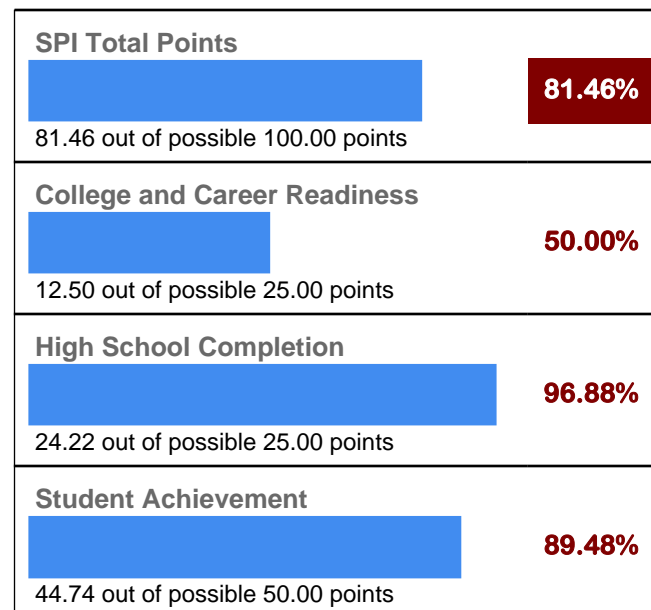 SPI Total Points
81.46%
81.46 out of possible 100.00 points
College and Career Readiness
50.00%
12.50 out of possible 25.00 points
High School Completion
96.88%
24.22 out of possible 25.00 points
Student Achievement
89.48%
44.74 out of possible 50.00 points